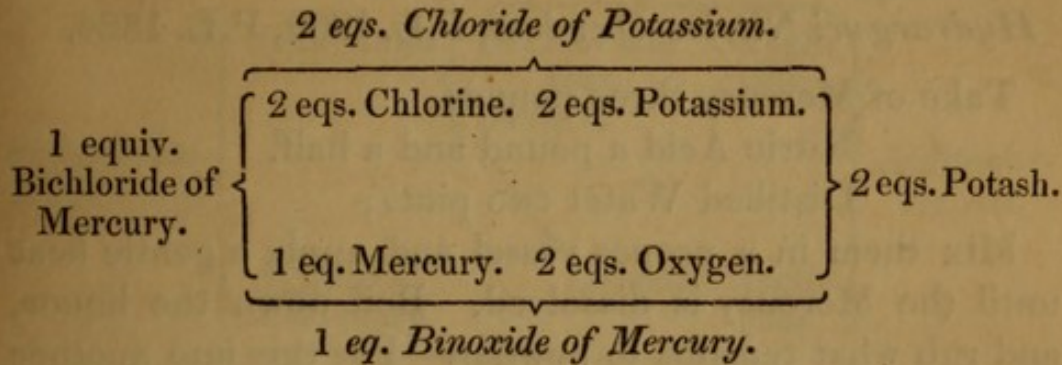 2 eqs. Chloride of Potassium.
2 eqs. Chlorine. 2 eqs. Potassium.
1 equiv.
Bichloride of
Mercury.
2 eqs. Potash.
1 eq. Mercury. 2 eqs. Oxygen.
1 eq. Binoxide of Mercury.